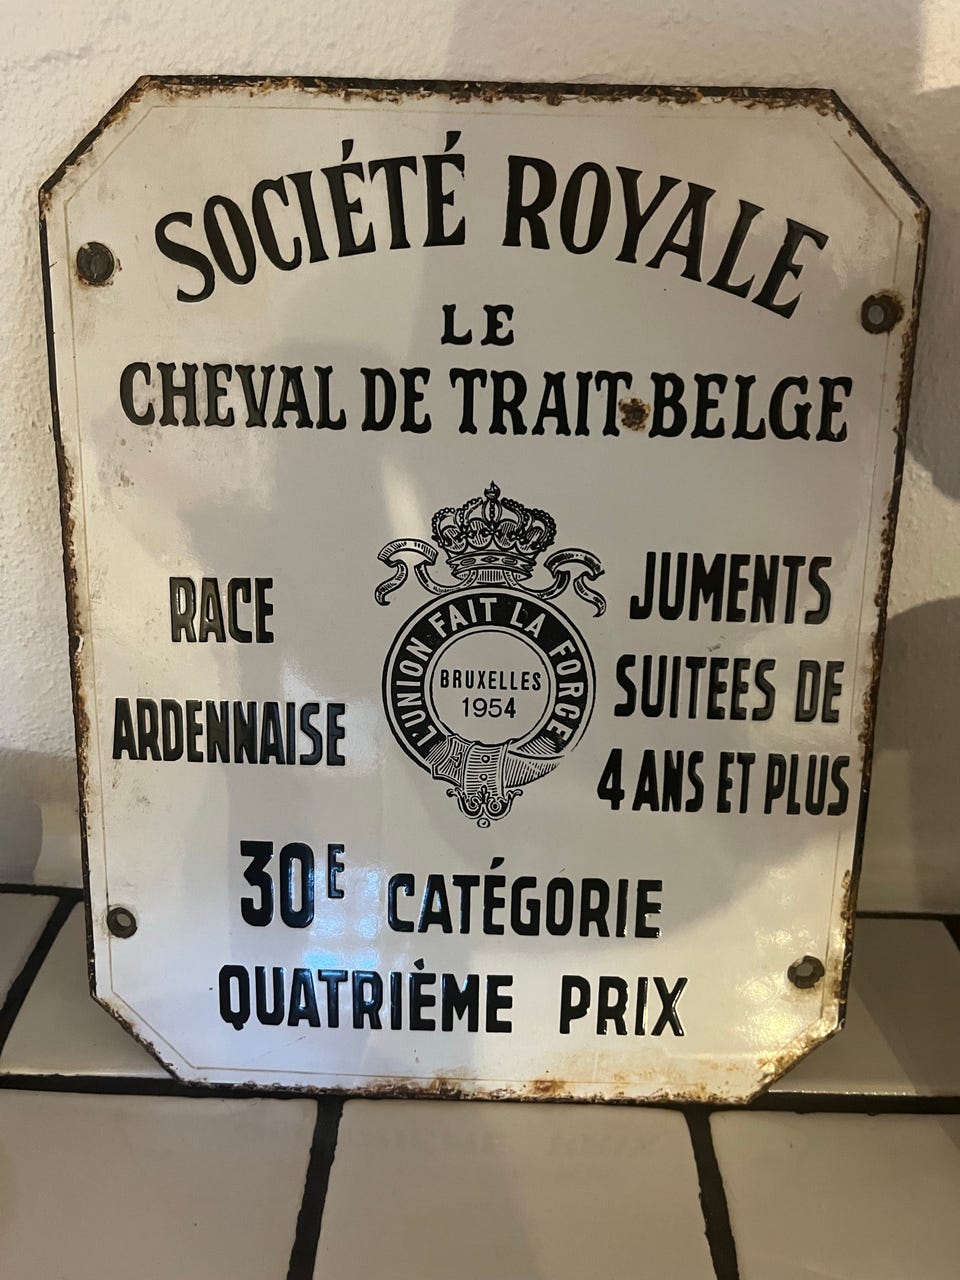 SOCIÉTÉ ROYALE
LE
CHEVAL DE TRAIT BELGE
RACE
ARDENNAISE
L'UNION FAIT LA FORCE
BRUXELLES
1954
JUMENTS
SUITEES DE
4 ANS ET PLUS
30E CATÉGORIE
QUATRIÈME PRIX